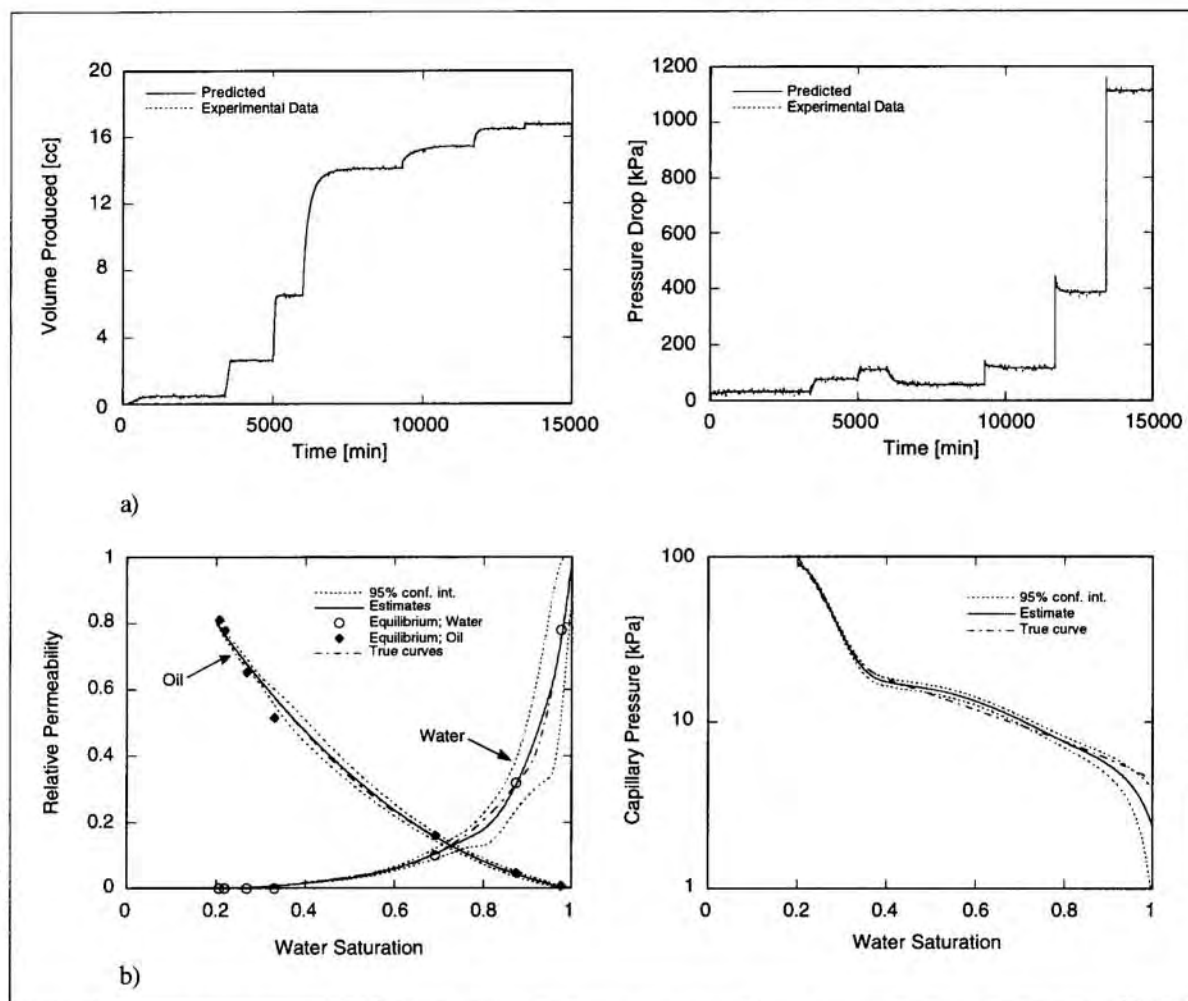 20
16
12
8
4
0
Volume Produced [cc]
Predicted
Experimental Data
0
5000
10000
15000
Time [min]
1200
1000
800
600
400
200
0
Pressure Drop [kPa]
Predicted
Experimental Data
0
5000
10000
15000
Time [min]
a)
1
0.8
0.6
0.4
0.2
0
Relative Permeability
95% conf. int.
Estimates
Equilibrium; Water
Equilibrium; Oil
True curves
Oil
Water
0
0.2
0.4
0.6
0.8
1
Water Saturation
100
10
1
Capillary Pressure [kPa]
95% conf. int.
Estimate
True curve
0
0.2
0.4
0.6
0.8
1
Water Saturation
b)